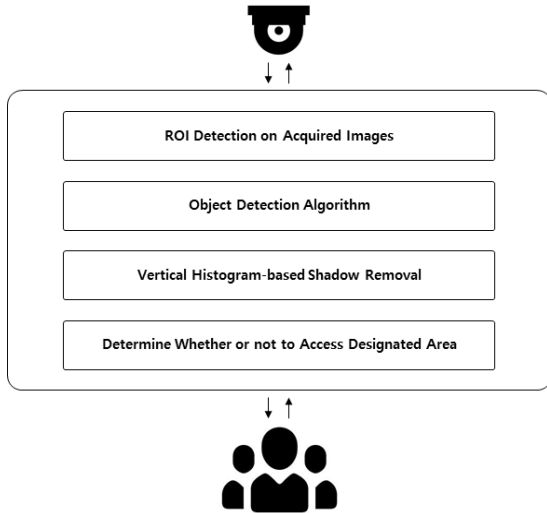 ROI Detection on Acquired Images
Object Detection Algorithm
Vertical Histogram-based Shadow Removal
Determine Whether or not to Access Designated Area